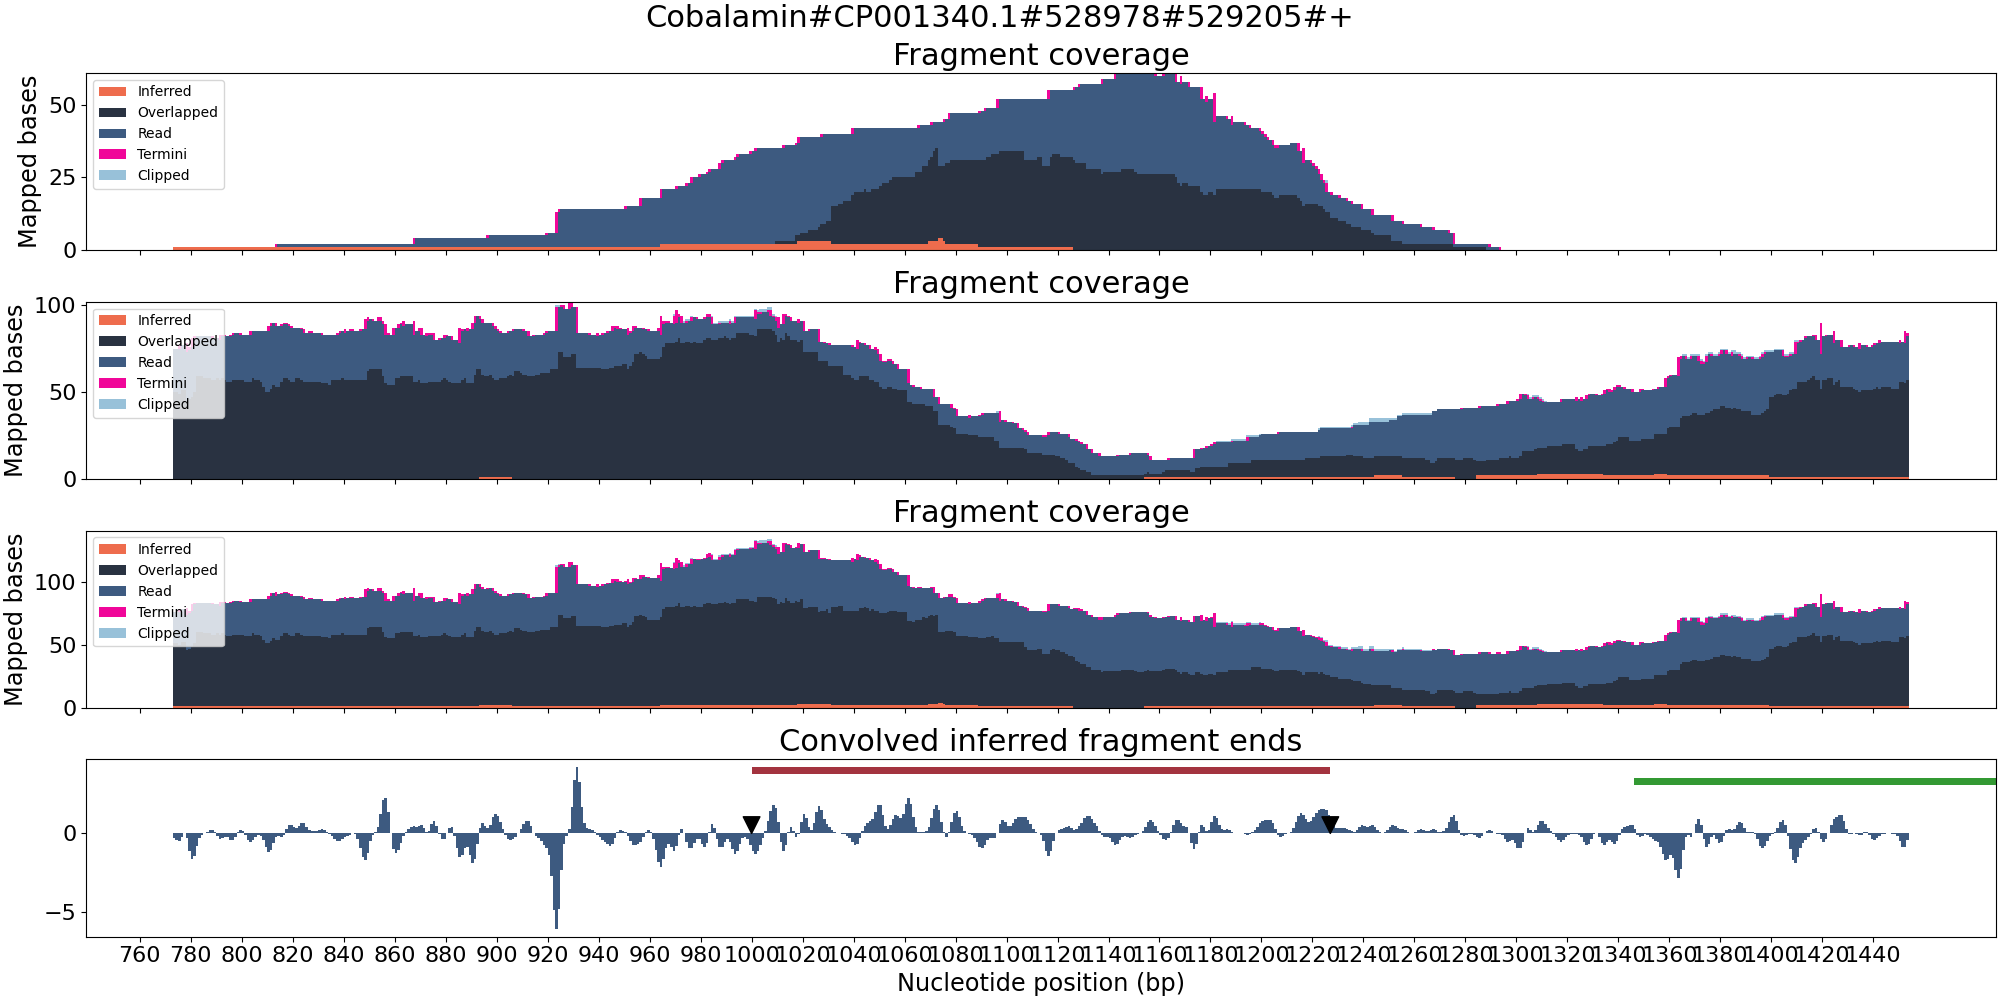 Cobalamin#CP001340.1#528978#529205#+
Fragment coverage
Mapped bases
50
25
0
Inferred
Overlapped
Read
Termini
Clipped
Fragment coverage
Mapped bases
100
50
0
Inferred
Overlapped
Read
Termini
Clipped
Fragment coverage
Mapped bases
100
50
0
Inferred
Overlapped
Read
Termini
Clipped
Convolved inferred fragment ends
0
−5
760 780 800 820 840 860 880 900 920 940 960 980 1000 1020 1040 1060 1080 1100 1120 1140 1160 1180 1200 1220 1240 1260 1280 1300 1320 1340 1360 1380 1400 1420 1440
Nucleotide position (bp)